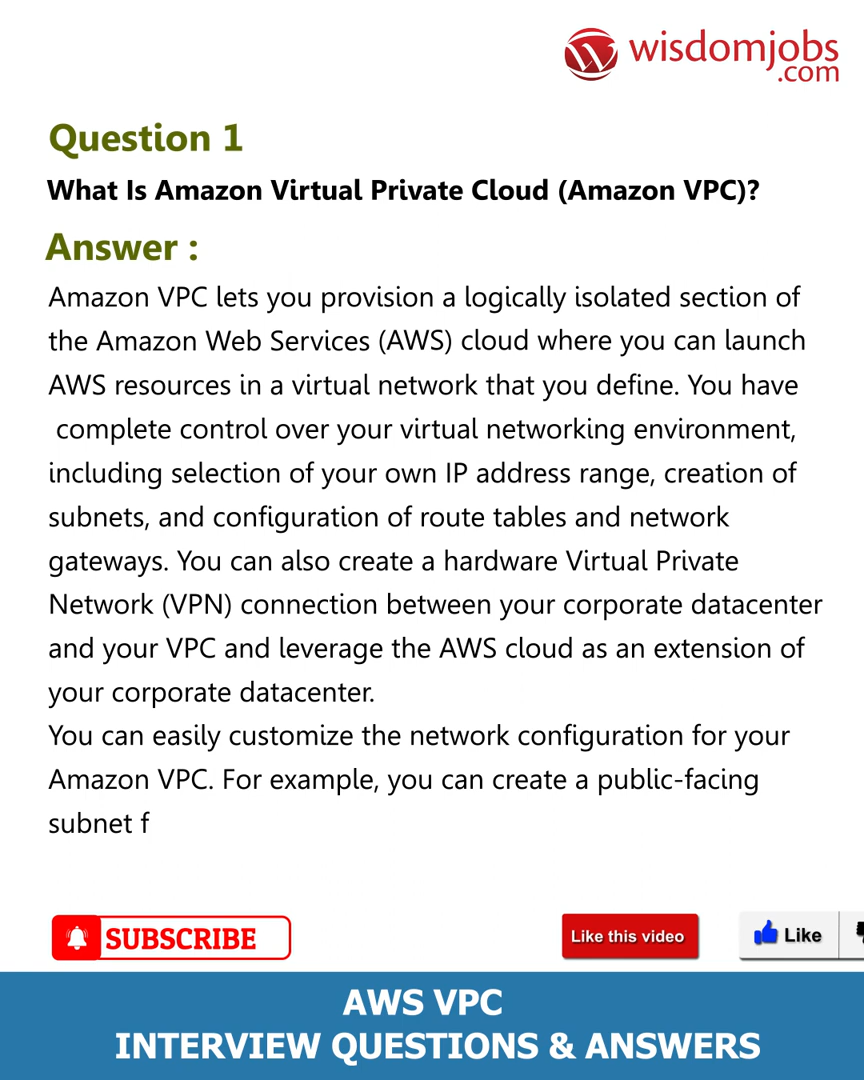 wisdomjobs
.com
Question 1
What Is Amazon Virtual Private Cloud (Amazon VPC)?
Answer :
Amazon VPC lets you provision a logically isolated section of
the Amazon Web Services (AWS) cloud where you can launch
AWS resources in a virtual network that you define. You have
complete control over your virtual networking environment,
including selection of your own IP address range, creation of
subnets, and configuration of route tables and network
gateways. You can also create a hardware Virtual Private
Network (VPN) connection between your corporate datacenter
and your VPC and leverage the AWS cloud as an extension of
your corporate datacenter.
You can easily customize the network configuration for your
Amazon VPC. For example, you can create a public-facing
subnet f
SUBSCRIBE
Like this video
Like
AWS VPC
INTERVIEW QUESTIONS & ANSWERS